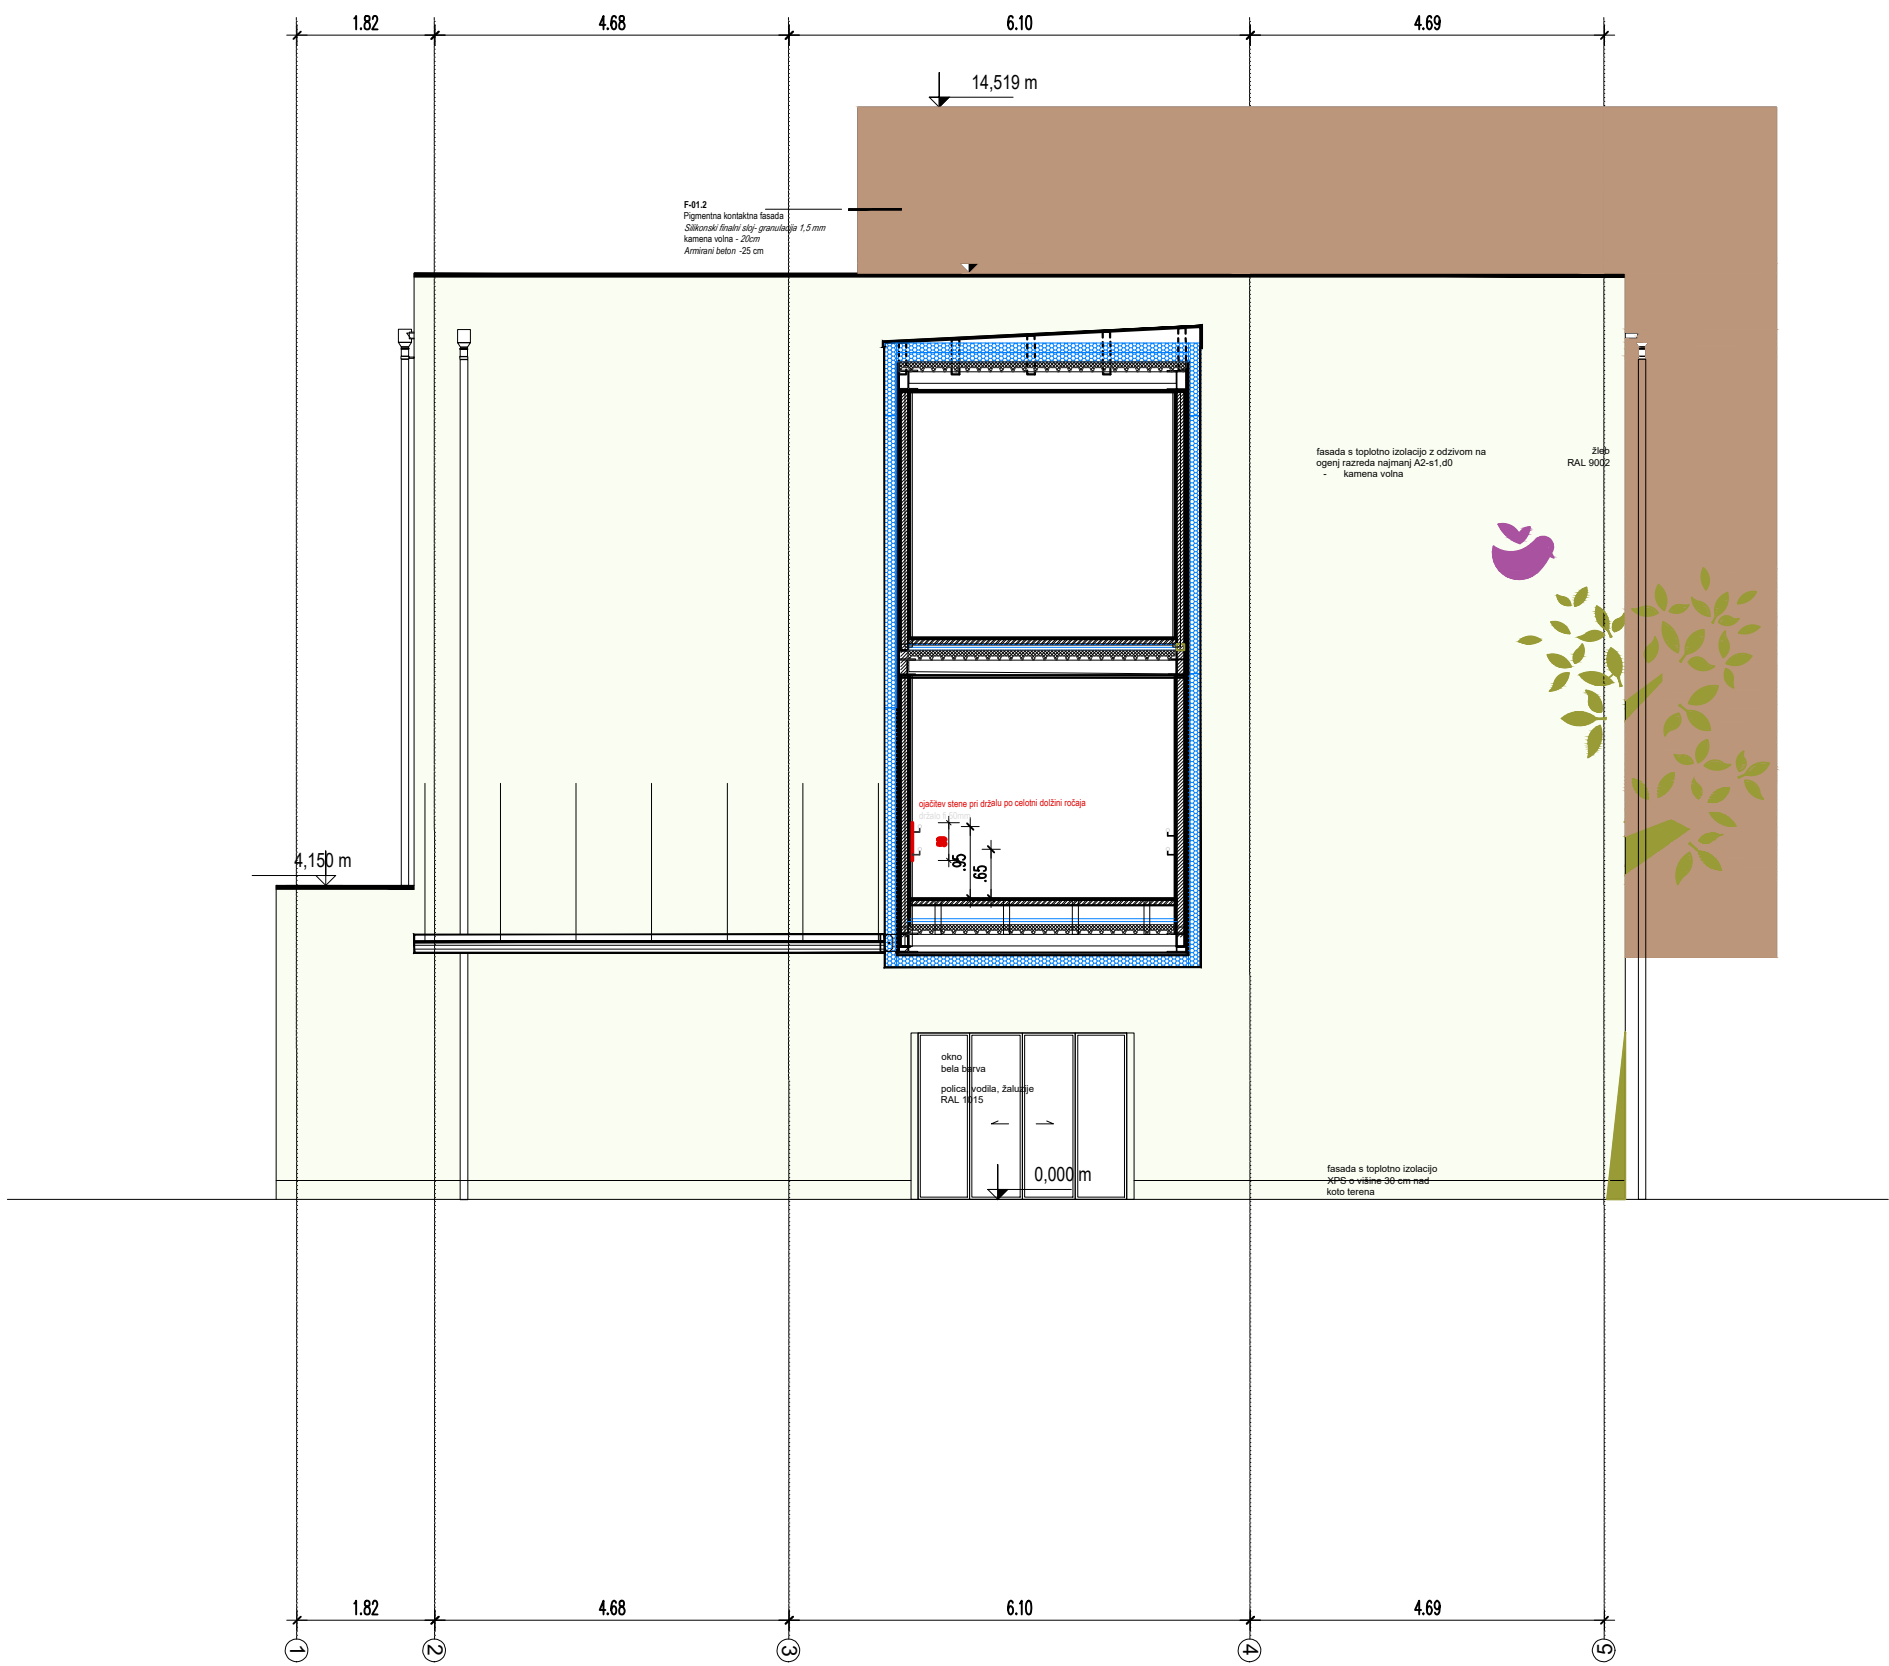 1.82 4.68 6.10 4.69
14,519 m
F-01.2
Pigmentna kontaktna fasada
Silikonski finalni sloj- granulacija 1,5 mm
kamena volna - 20cm
Armirani beton -25 cm
fasada s toplotno izolacijo z odzivom na
ogenj razreda najmanj A2-s1,d0
- kamena volna
žleb
RAL 9002
ojačitev stene pri držalu po celotni dolžini ročaja
.95
.65
4,150 m
okno
bela barva
polica, vodila, žaluzije
RAL 1015
0,000 m
fasada s toplotno izolacijo
XPS o višine 30 cm nad
koto terena
1.82 4.68 6.10 4.69
1 2 3 4 5